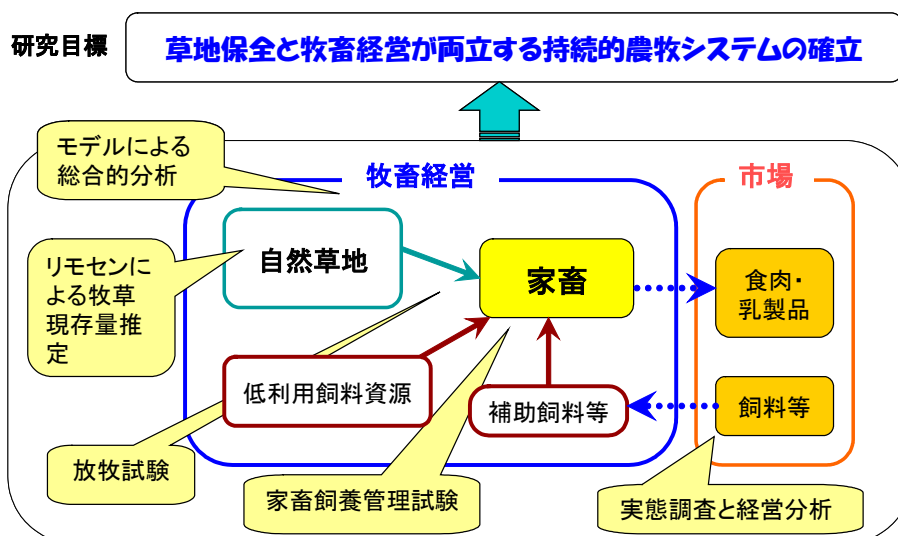 研究目標
草地保全と牧畜経営が両立する持続的農牧システムの確立
モデルによる
総合的分析
牧畜経営
市場
自然草地
リモセンに
よる牧草
現存量推
定
家畜
食肉・
乳製品
低利用飼料資源
補助飼料等
飼料等
放牧試験
家畜飼養管理試験
実態調査と経営分析